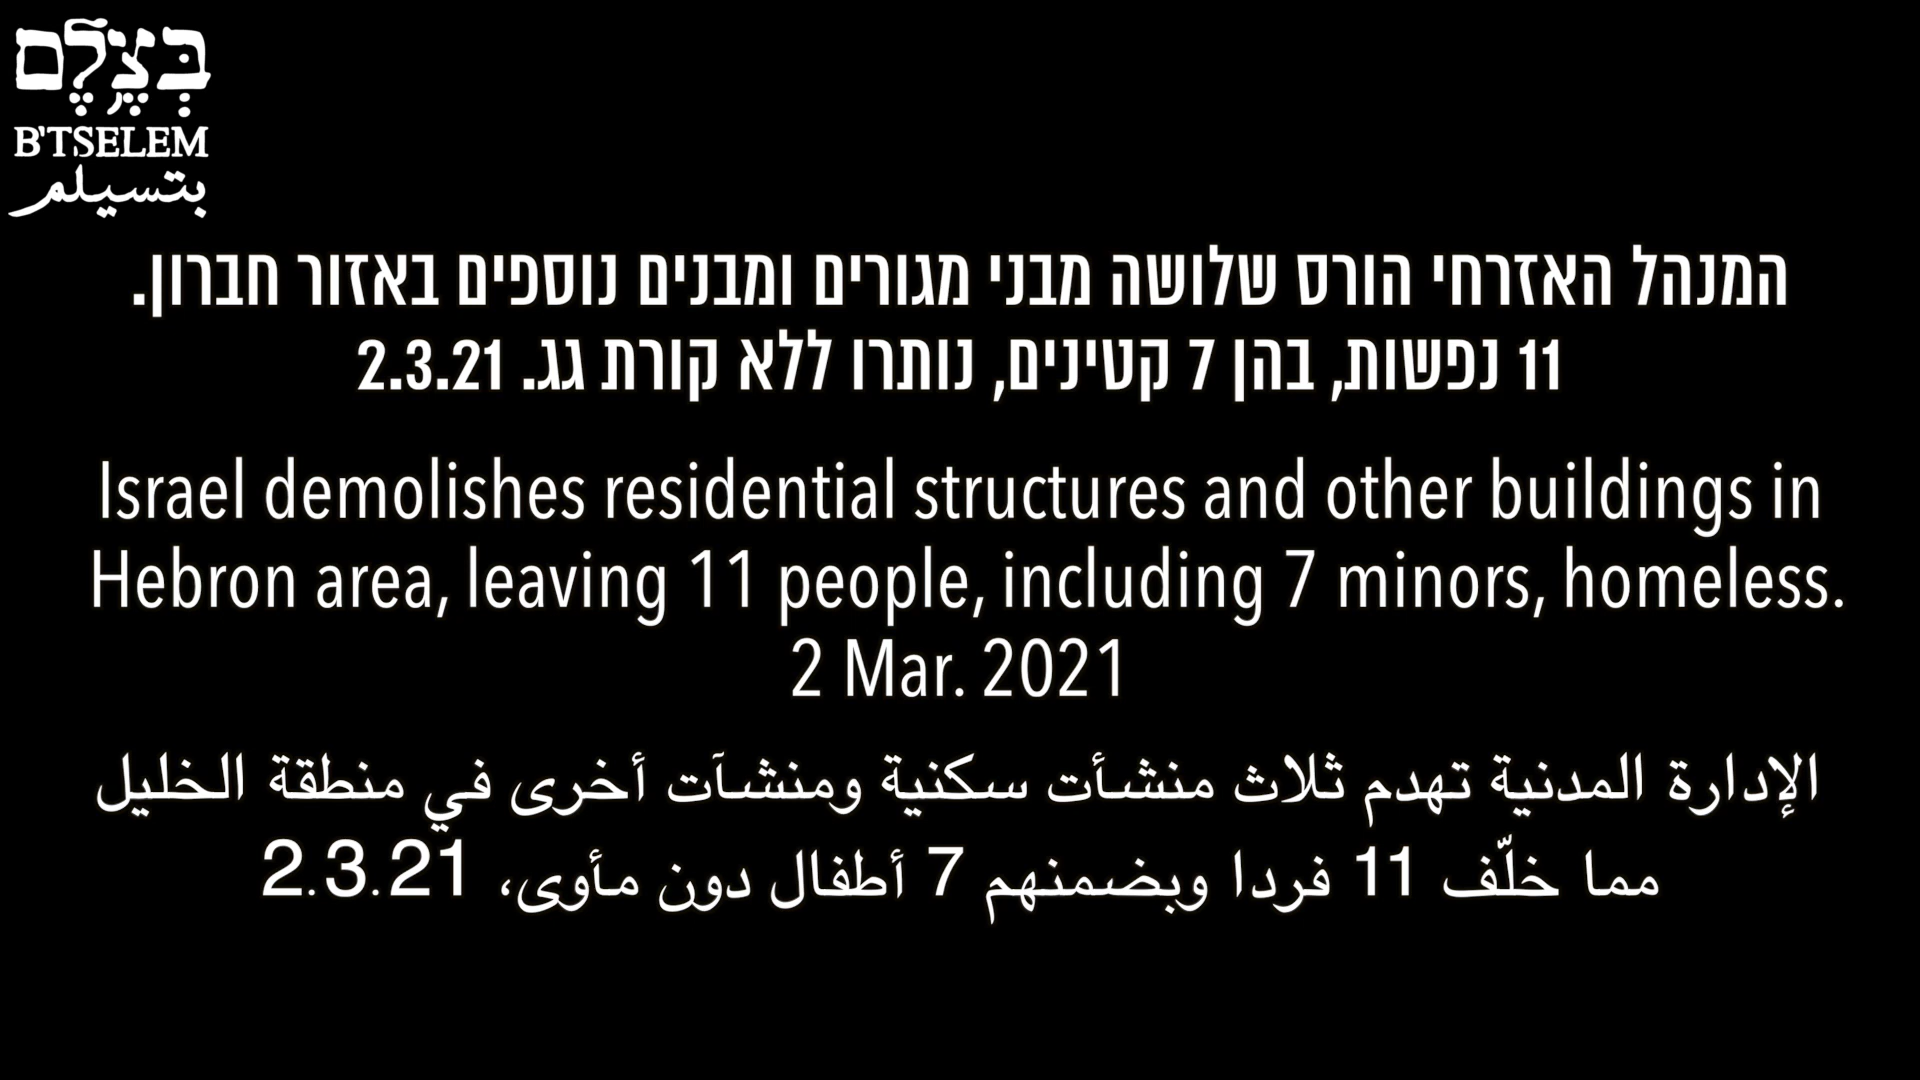 בְּצֶלֶם
B'TSELEM
بتسيلم
המנהל האזרחי הורס שלושה מבני מגורים ומבנים נוספים באזור חברון.
11 נפשות, בהן 7 קטינים, נותרו ללא קורת גג. 2.3.21
Israel demolishes residential structures and other buildings in
Hebron area, leaving 11 people, including 7 minors, homeless.
2 Mar. 2021
الإدارة المدنية تهدم ثلاث منشأت سكنية ومنشآت أخرى في منطقة الخليل
مما خلّف 11 فردا وبضمنهم 7 أطفال دون مأوى، 2.3.21